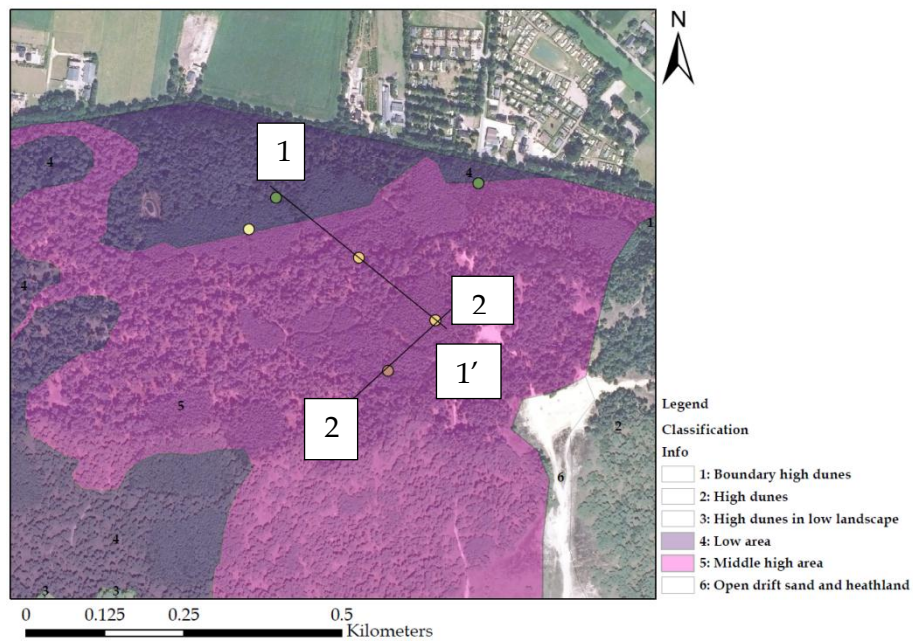 N
1
4
4
1
4
2
1’
2
5
2
6
4
3
3
Legend
Classification
Info
1: Boundary high dunes
2: High dunes
3: High dunes in low landscape
4: Low area
5: Middle high area
6: Open drift sand and heathland
0 0.125 0.25 0.5
Kilometers